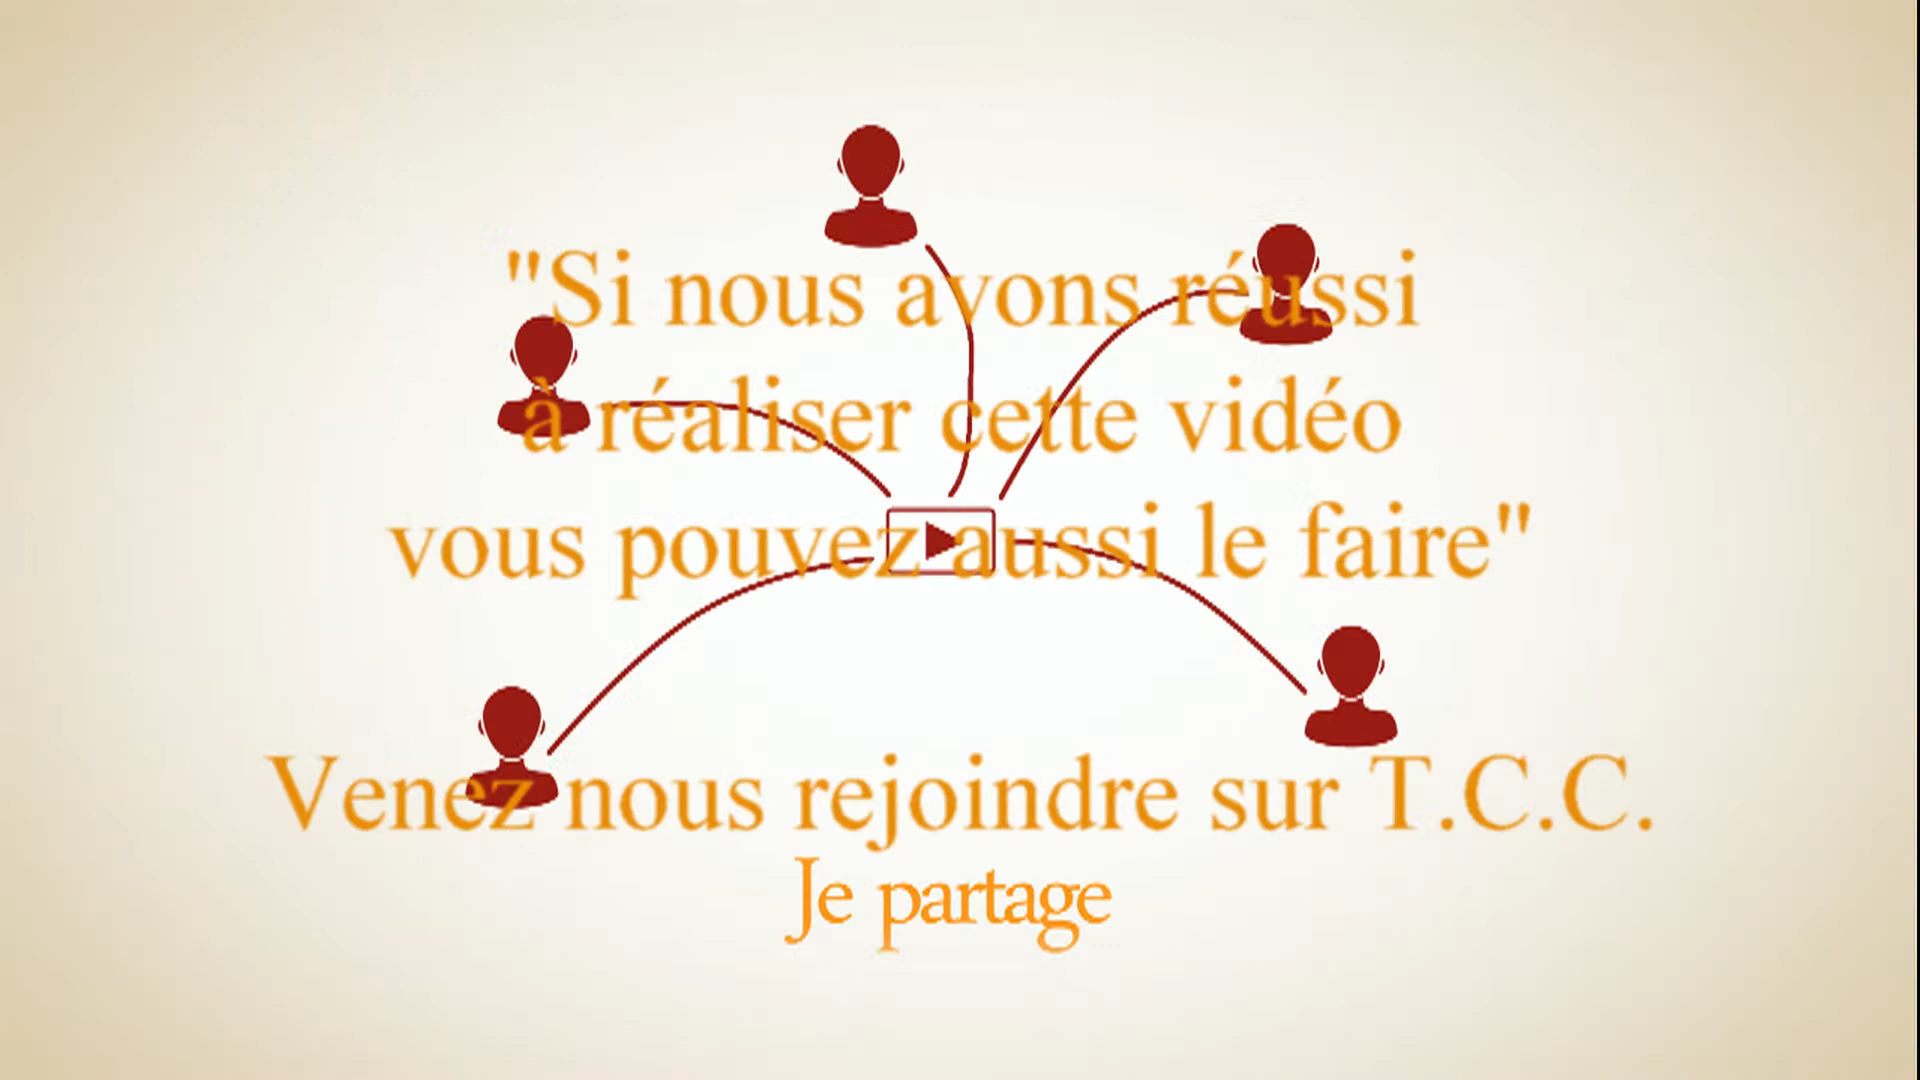 "Si nous avons réussi
à réaliser cette vidéo
vous pouvez aussi le faire"
Venez nous rejoindre sur T.C.C.
Je partage